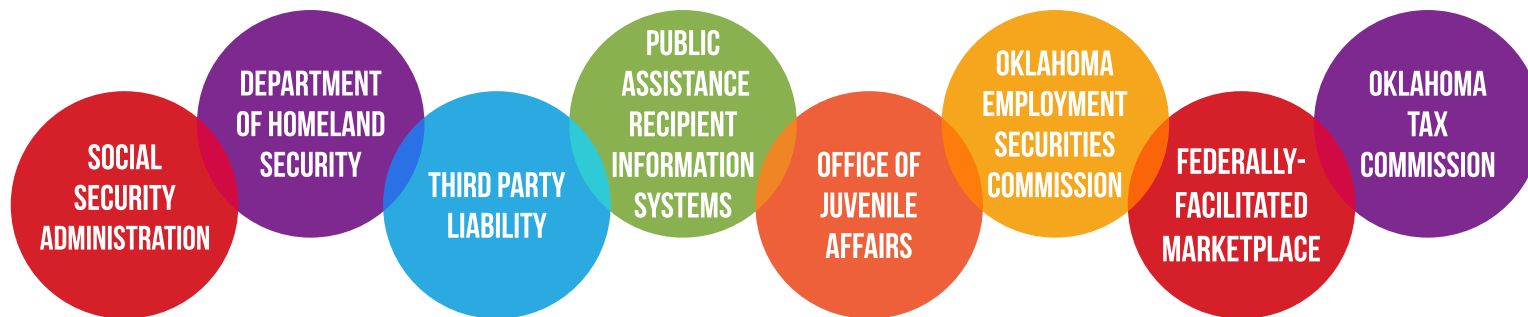 SOCIAL
SECURITY
ADMINISTRATION
DEPARTMENT
OF HOMELAND
SECURITY
THIRD PARTY
LIABILITY
PUBLIC
ASSISTANCE
RECIPIENT
INFORMATION
SYSTEMS
OFFICE OF
JUVENILE
AFFAIRS
OKLAHOMA
EMPLOYMENT
SECURITIES
COMMISSION
FEDERALLY-
FACILITATED
MARKETPLACE
OKLAHOMA
TAX
COMMISSION